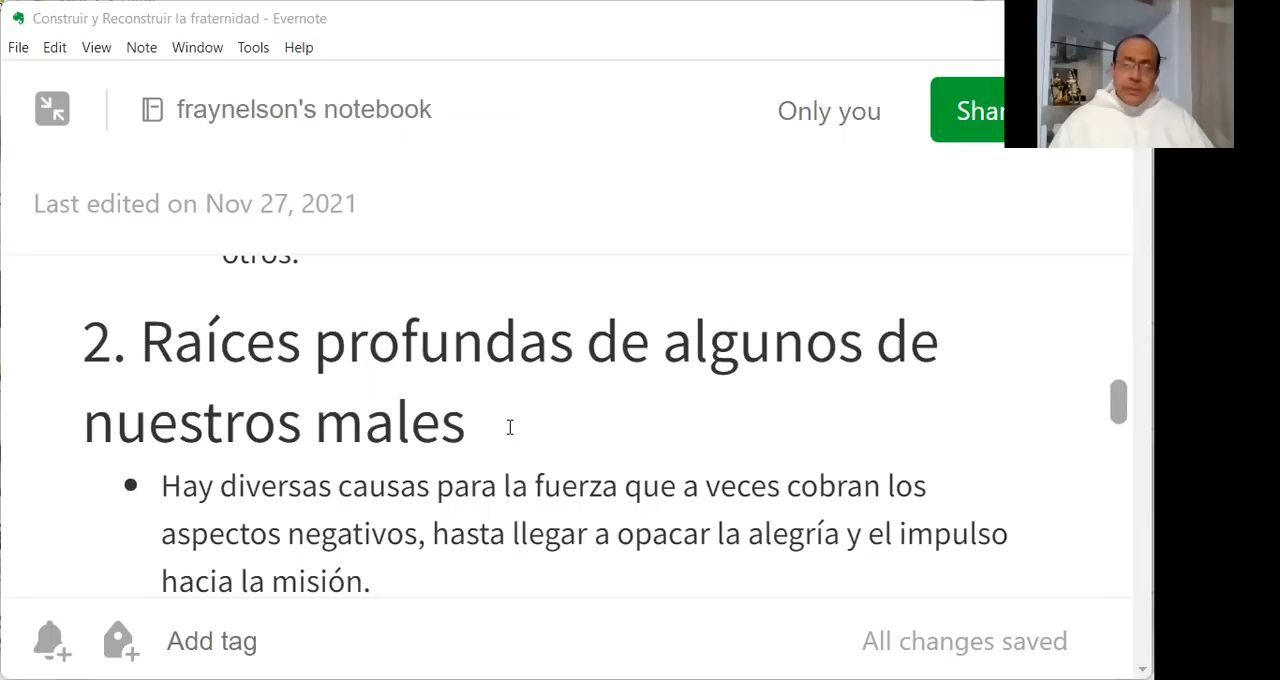 Construir y Reconstruir la fraternidad - Evernote
File Edit View Note Window Tools Help
fraynelson's notebook Only you Shar
Last edited on Nov 27, 2021
otros.
2. Raíces profundas de algunos de
nuestros males
Hay diversas causas para la fuerza que a veces cobran los
aspectos negativos, hasta llegar a opacar la alegría y el impulso
hacia la misión.
Add tag All changes saved